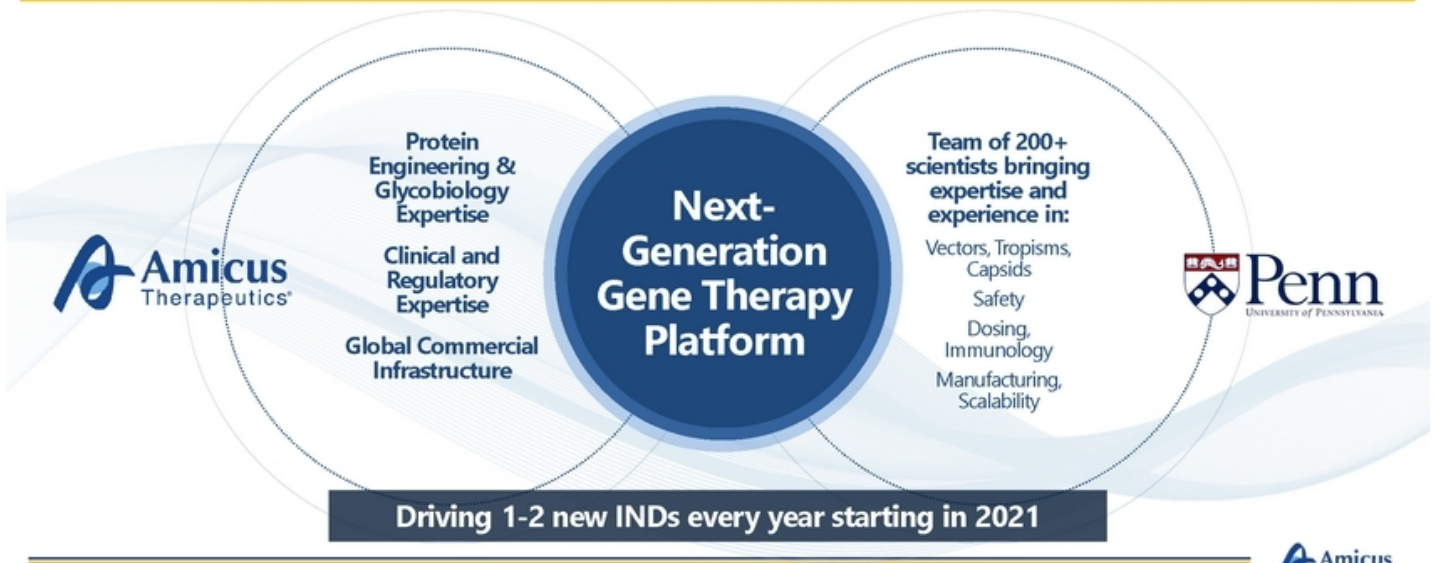 Protein
Engineering &
Glycobiology
Expertise
Clinical and
Regulatory
Expertise
Global Commercial
Infrastructure
Amicus
Therapeutics®
Next-
Generation
Gene Therapy
Platform
Team of 200+
scientists bringing
expertise and
experience in:
Vectors, Tropisms,
Capsids
Safety
Dosing,
Immunology
Manufacturing,
Scalability
Penn
UNIVERSITY of PENNSYLVANIA
Driving 1-2 new INDs every year starting in 2021
Amicus